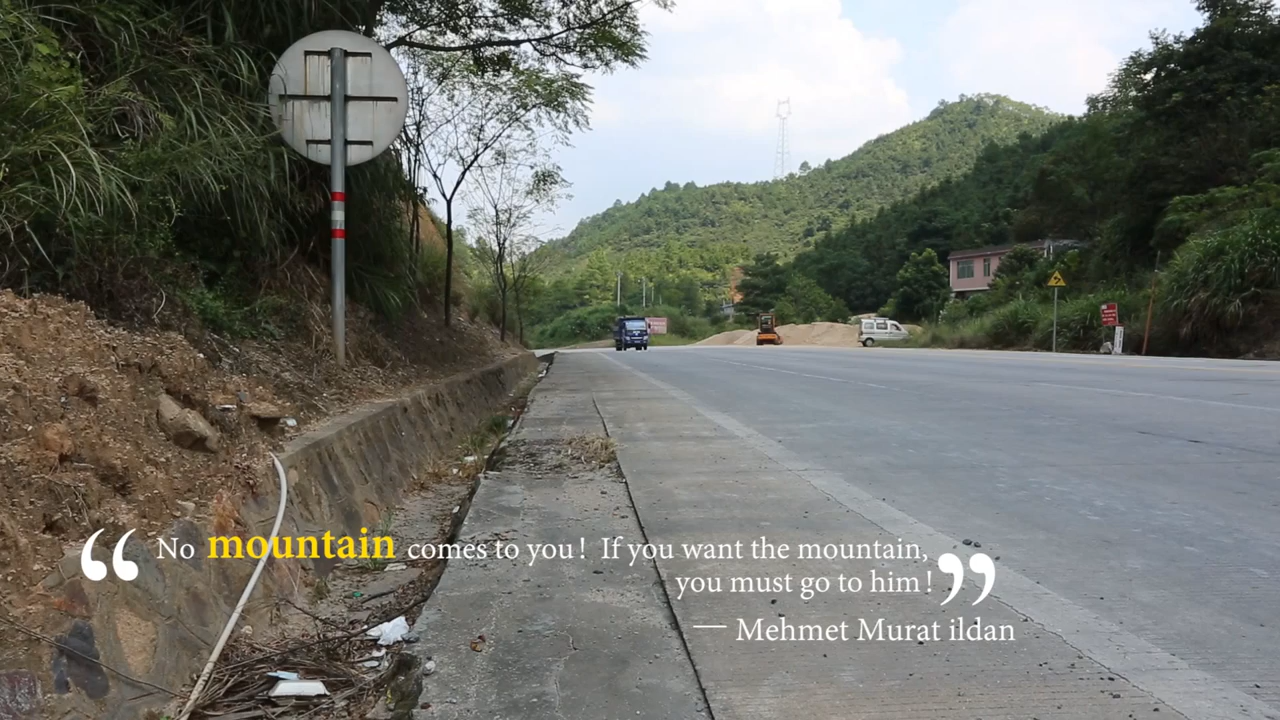 “ No mountain comes to you! If you want the mountain,
you must go to him! ”
— Mehmet Murat ildan